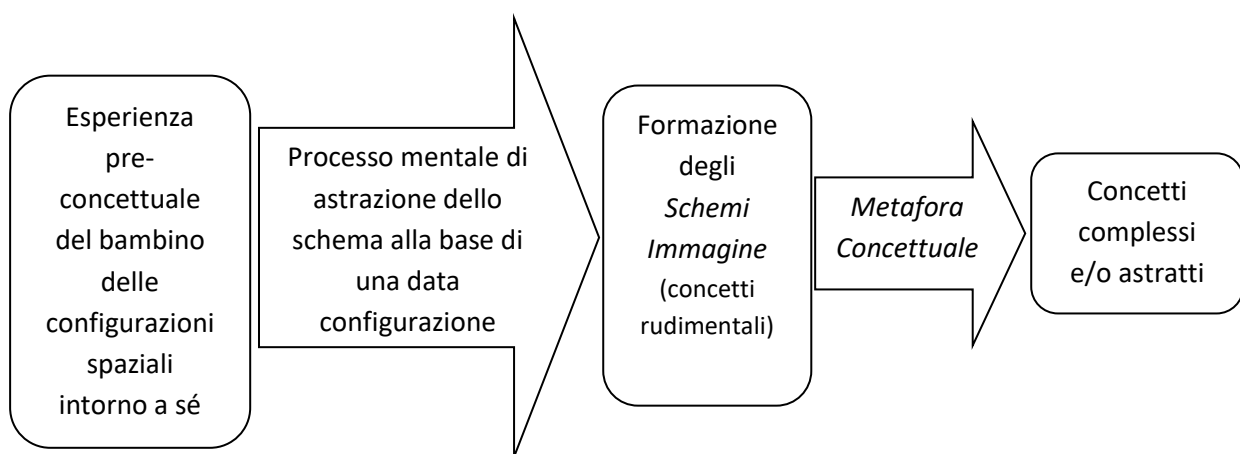 Esperienza
pre-
concettuale
del bambino
delle
configurazioni
spaziali
intorno a sé
Processo mentale di
astrazione dello
schema alla base di
una data
configurazione
Formazione
degli
Schemi
Immagine
(concetti
rudimentali)
Metafora
Concettuale
Concetti
complessi
e/o astratti